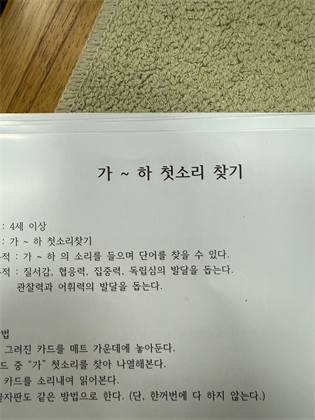 가 ~ 하 첫소리 찾기
: 4세 이상
: 가 ~ 하 첫소리찾기
적 : 가 ~ 하 의 소리를 들으며 단어를 찾을 수 있다.
적 : 질서감, 협응력, 집중력, 독립심의 발달을 돕는다.
관찰력과 어휘력의 발달을 돕는다.
법
그려진 카드를 매트 가운데에 놓아둔다.
드 중 "가" 첫소리를 찾아 나열해본다.
카드를 소리내어 읽어본다.
글자판도 같은 방법으로 한다. (단, 한꺼번에 다 하지 않는다.)